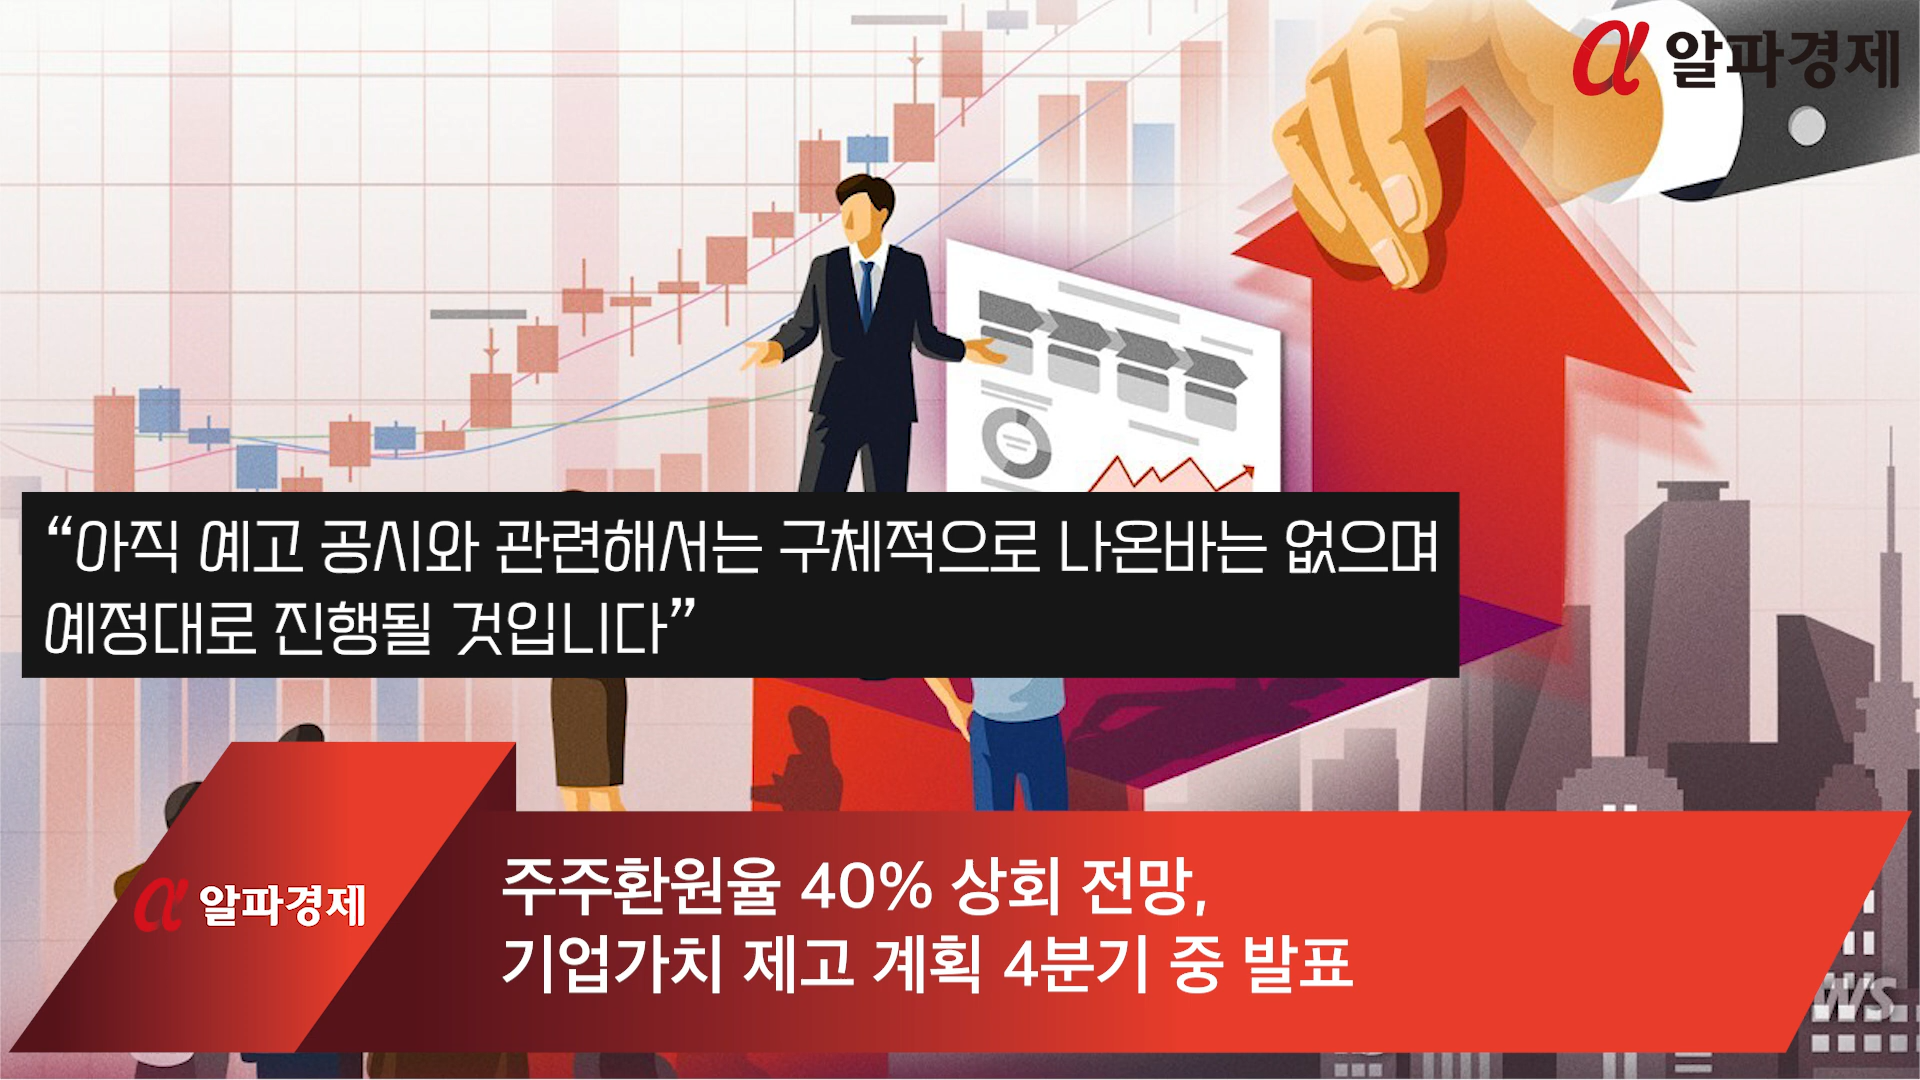 알파경제
“아직 예고 공시와 관련해서는 구체적으로 나온바는 없으며
예정대로 진행될 것입니다”
알파경제
주주환원율 40% 상회 전망,
기업가치 제고 계획 4분기 중 발표
WS